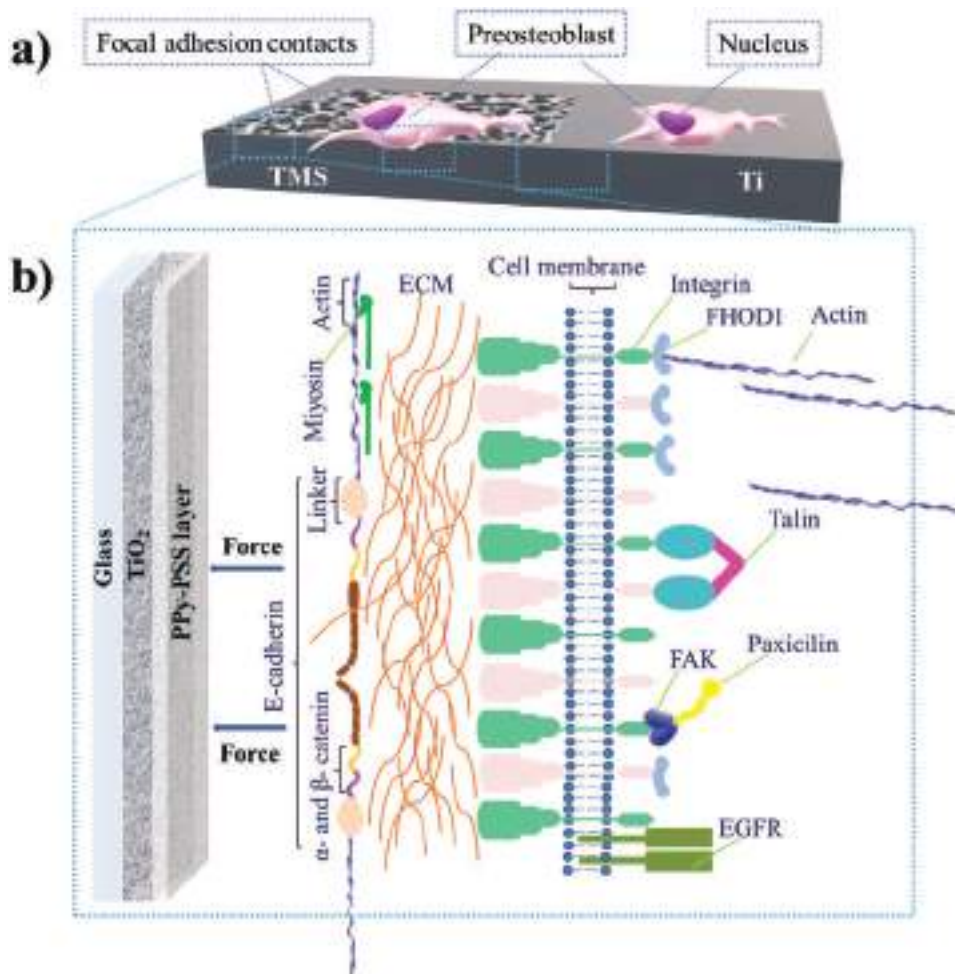 a)
Focal adhesion contacts
Preosteoblast
Nucleus
TMS
Ti
b)
Glass
TiO2
PPy-PSS layer
Force
Force
Actin
Miyosin
Linker
E-cadherin
α- and β- catenin
ECM
Cell membrane
Integrin
FHOD1
Actin
Talin
FAK
Paxicilin
EGFR